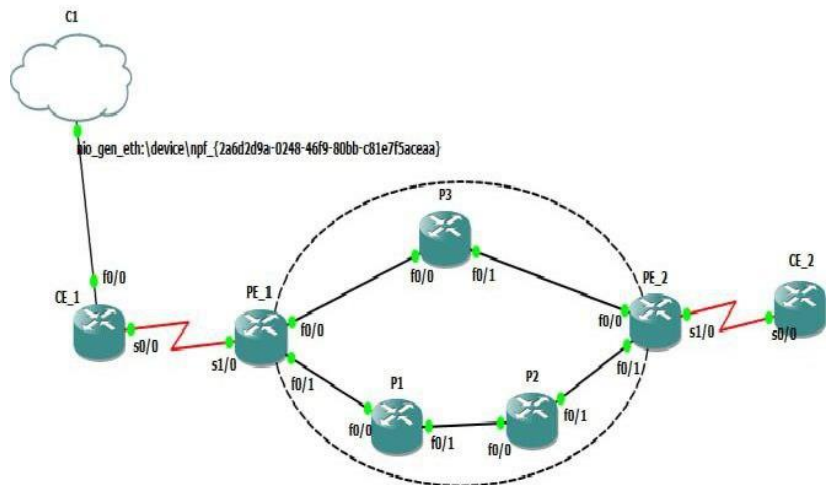 C1
nio_gen_eth:\device\npf_{2a6d2d9a-0248-46f9-80bb-c81e7f5aceaa}
P3
f0/0
f0/1
CE_1
f0/0
s0/0
PE_1
s1/0
f0/0
f0/1
PE_2
f0/0
s1/0
f0/1
CE_2
s0/0
P1
f0/0
f0/1
P2
f0/0
f0/1